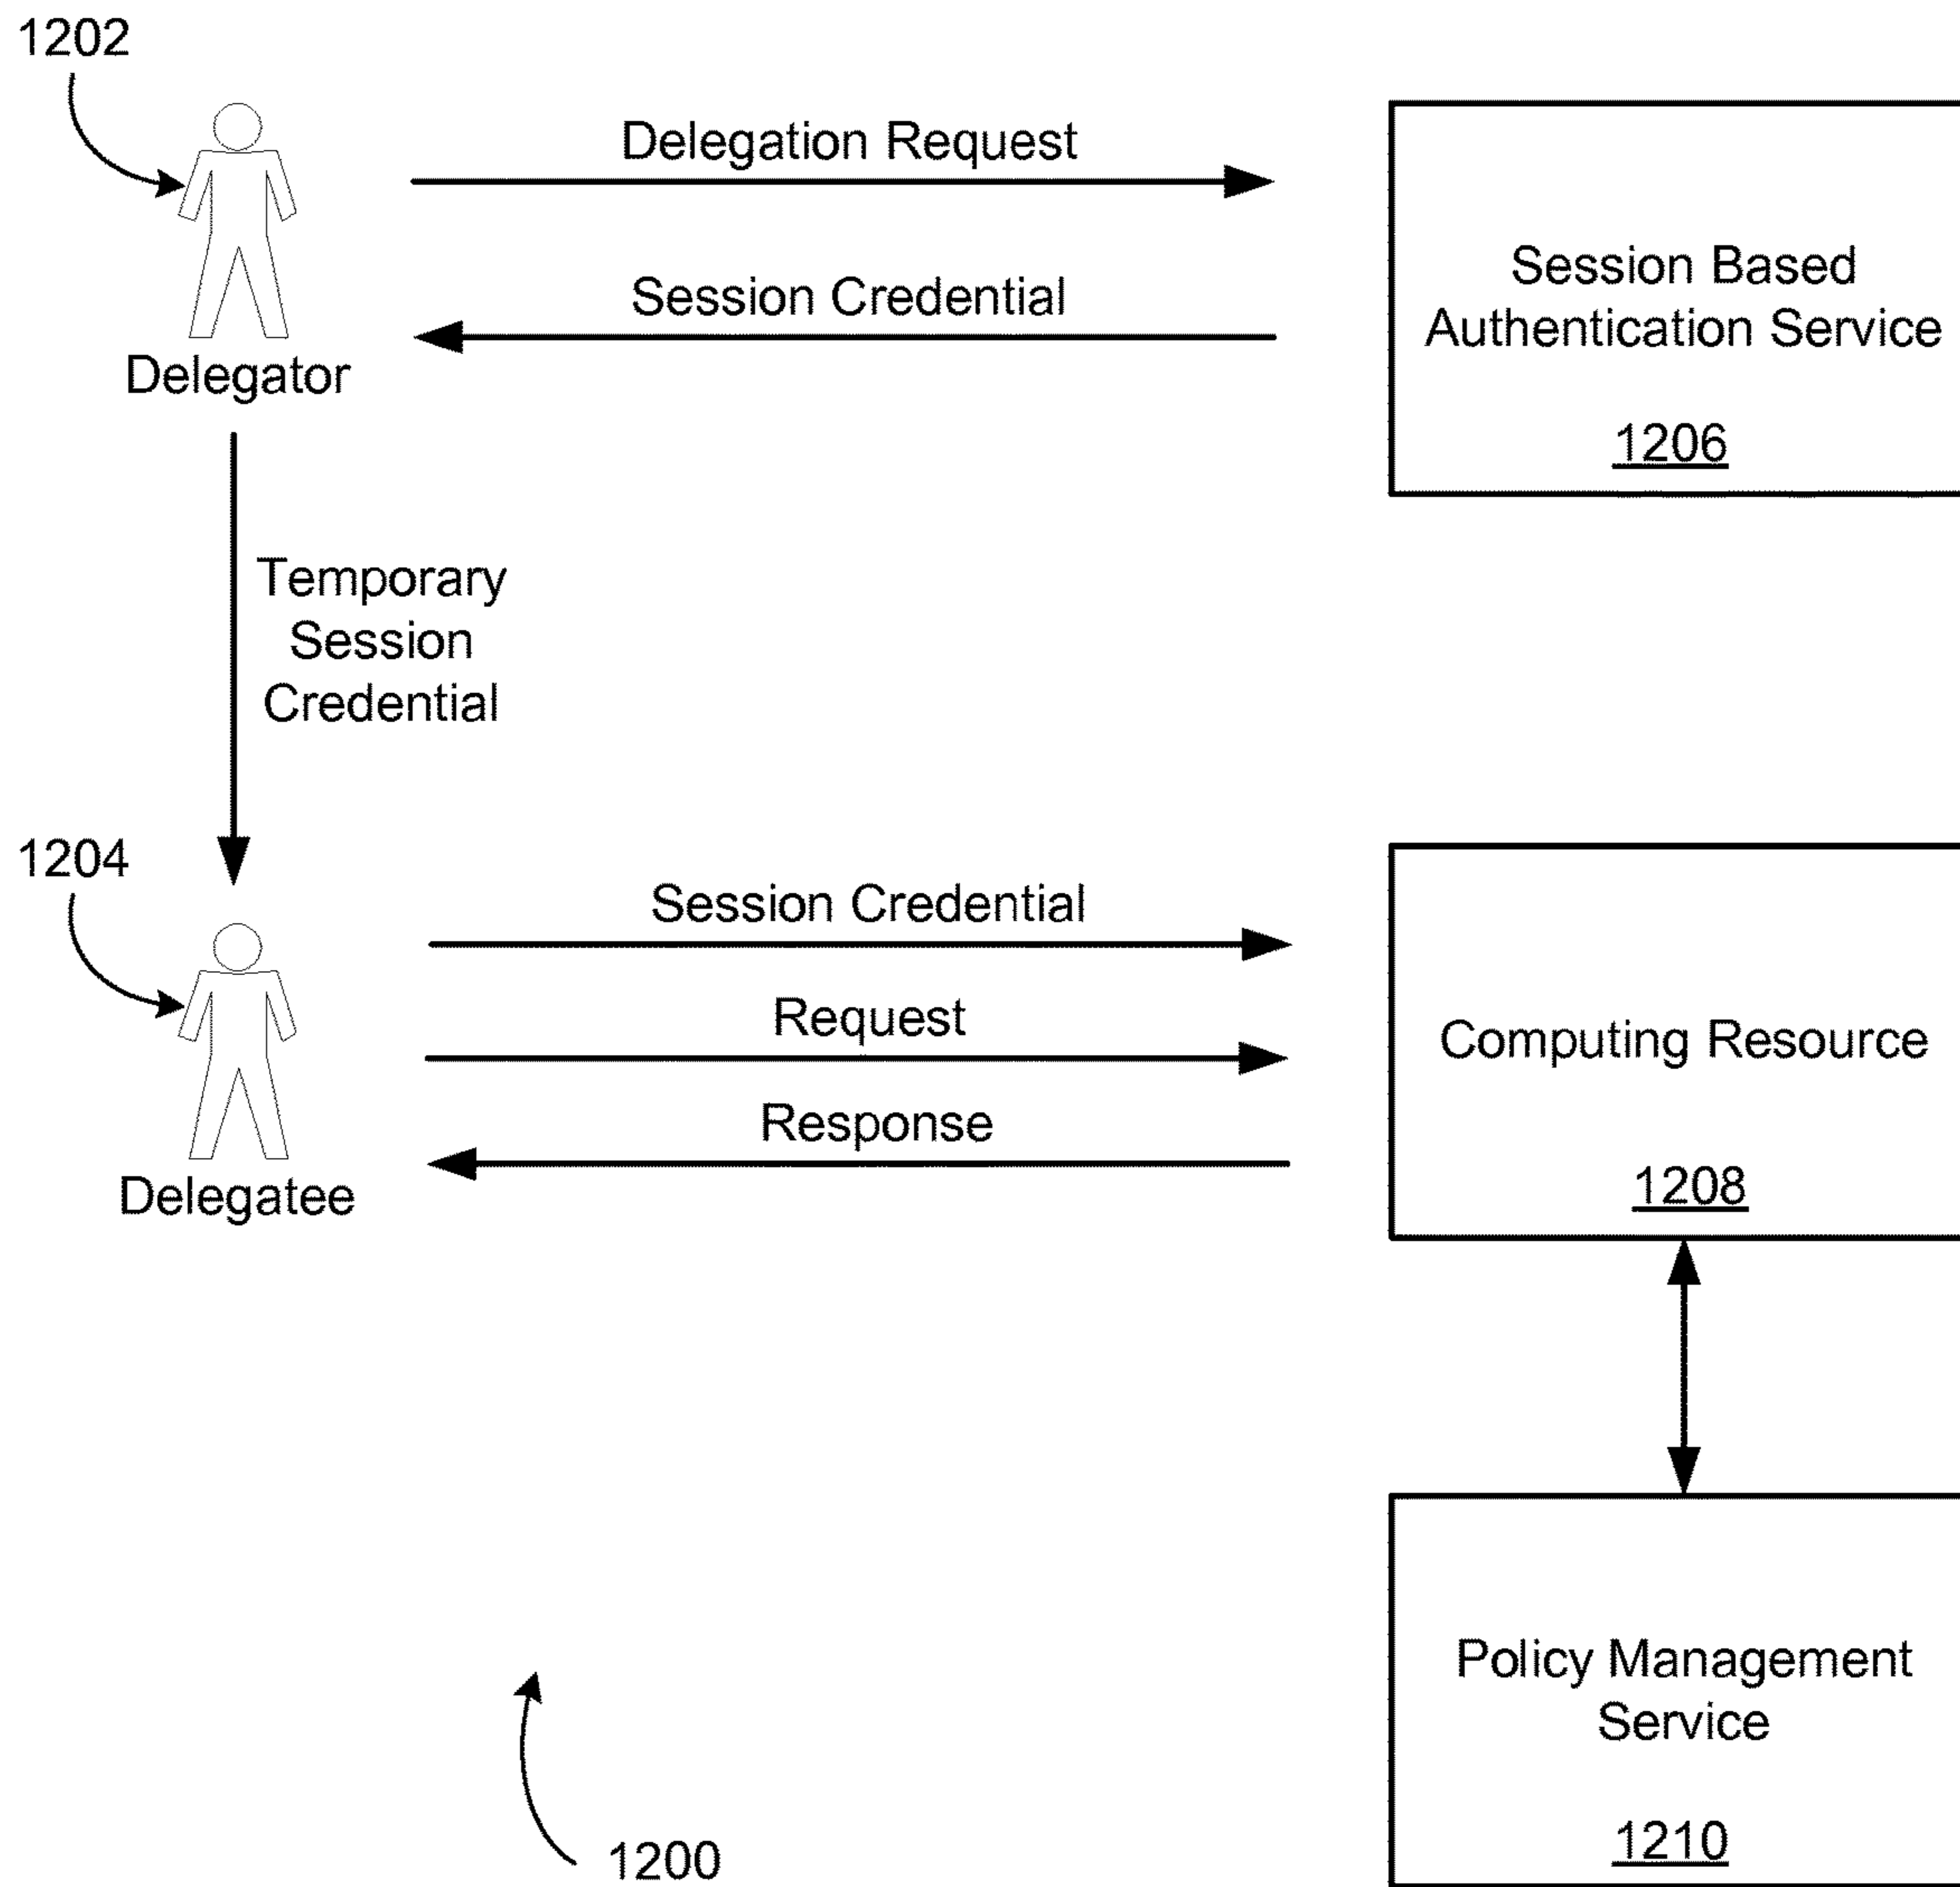 1202
Delegation Request
Session Credential
Delegator
Session Based
Authentication Service
1206
Temporary
Session
Credential
1204
Session Credential
Request
Response
Delegatee
Computing Resource
1208
Policy Management
Service
1210
1200